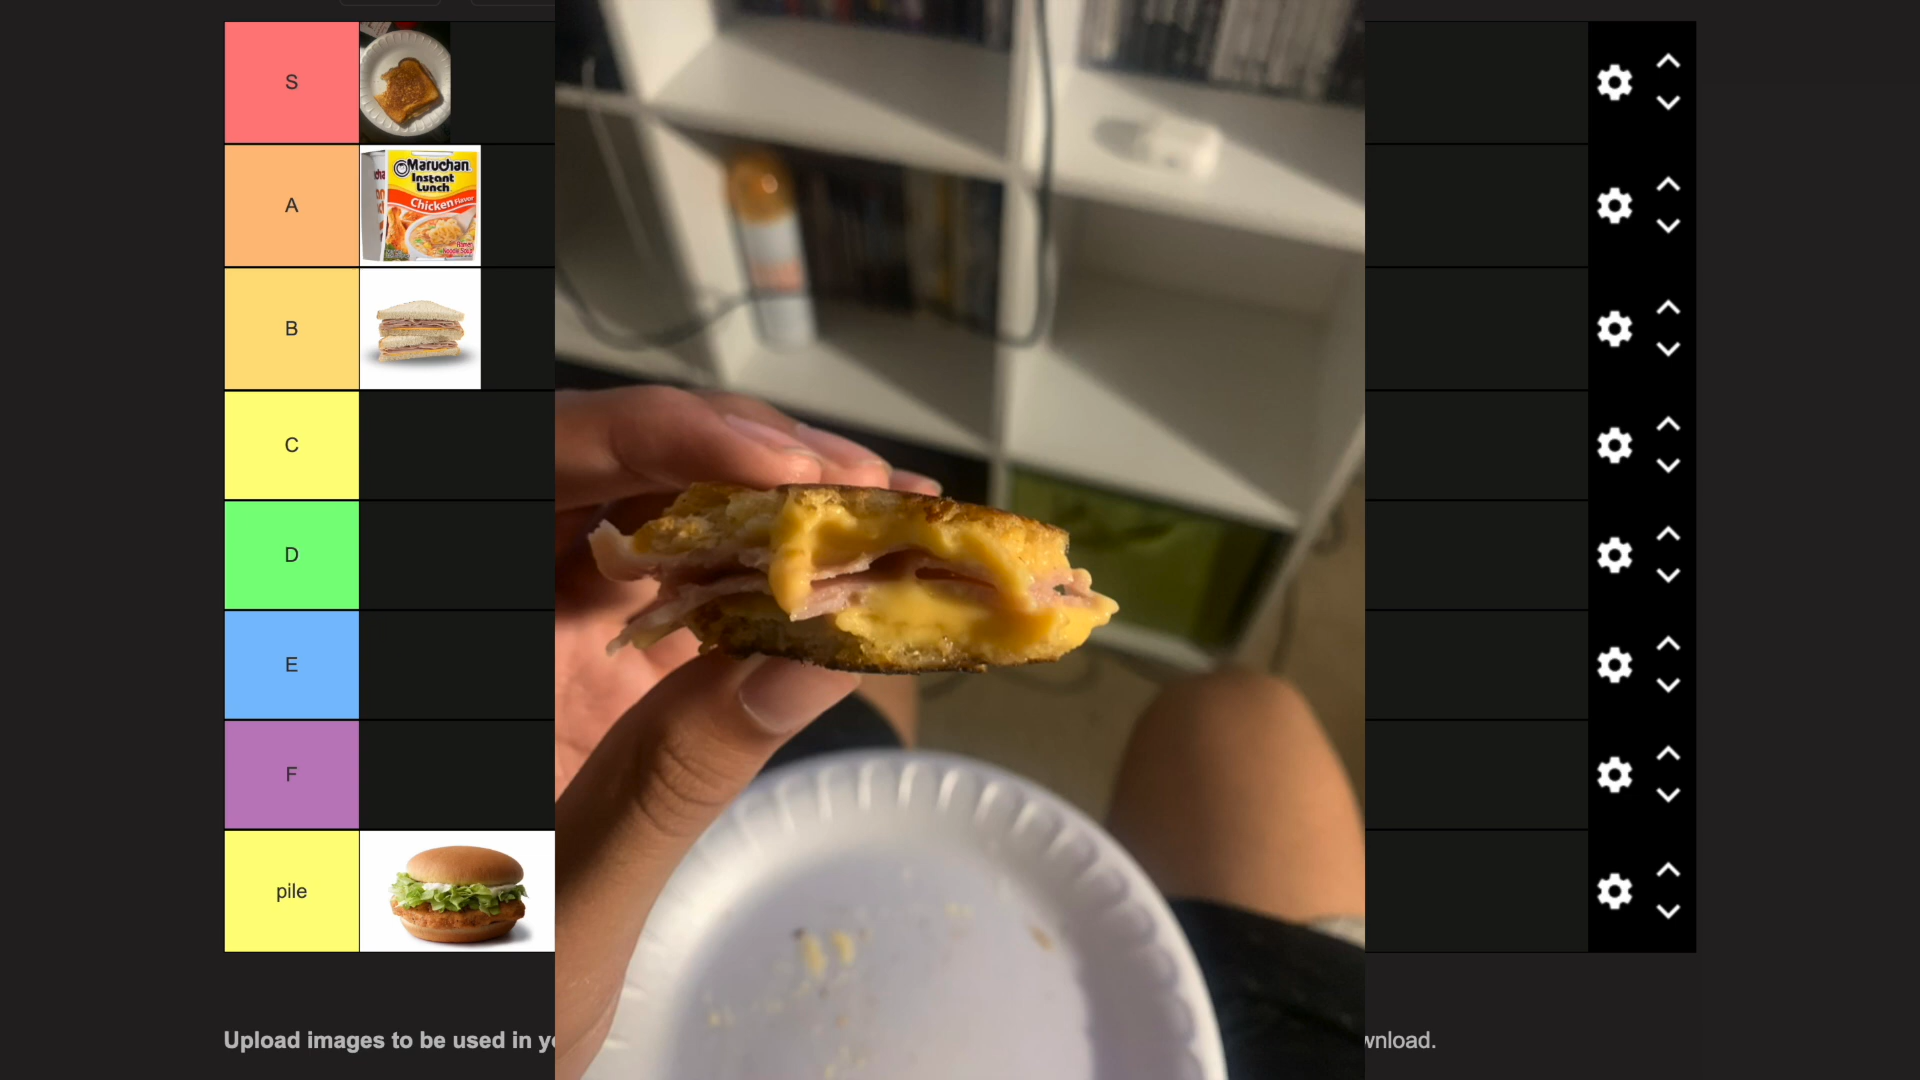 S
A
Maruchan
Instant
Lunch
Chicken Flavor
B
C
D
E
F
pile
Upload images to be used in
wnload.